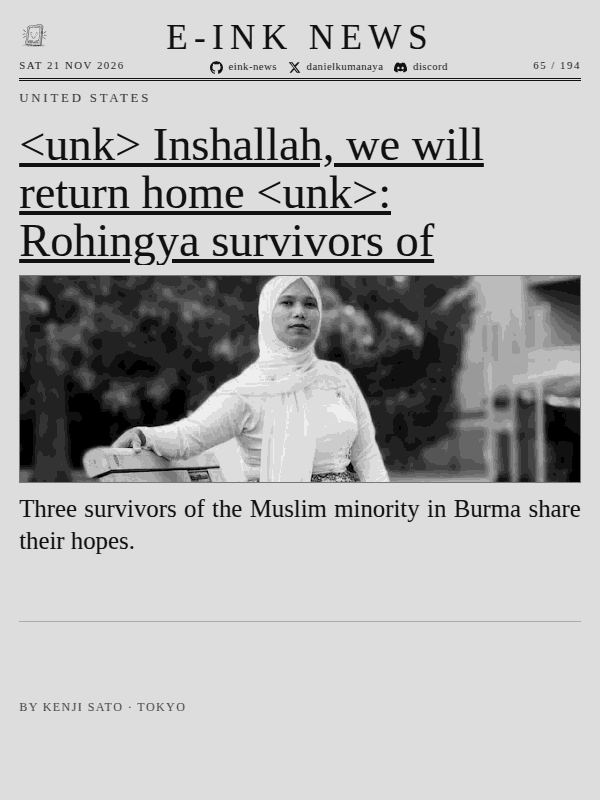 E-INK NEWS
SAT 21 NOV 2026
eink-news
danielkumanaya
discord
65 / 194
UNITED STATES
<unk> Inshallah, we will
return home <unk>:
Rohingya survivors of
Three survivors of the Muslim minority in Burma share
their hopes.
BY KENJI SATO · TOKYO